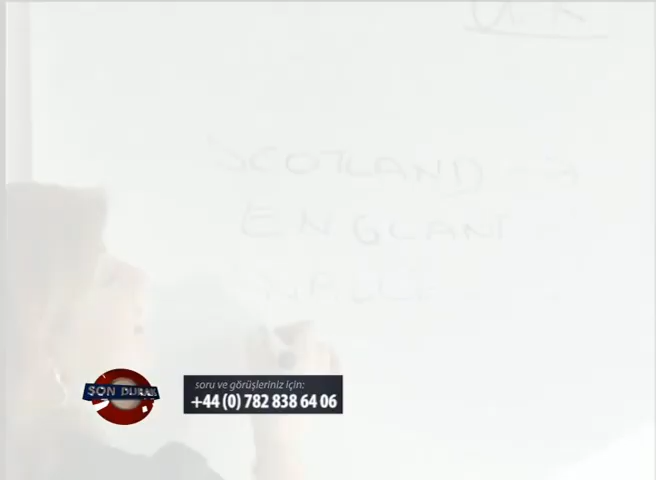 UK
SCOTLAND
ENGLAND
SON DURAK
soru ve görüşleriniz için:
+44 (0) 782 838 64 06